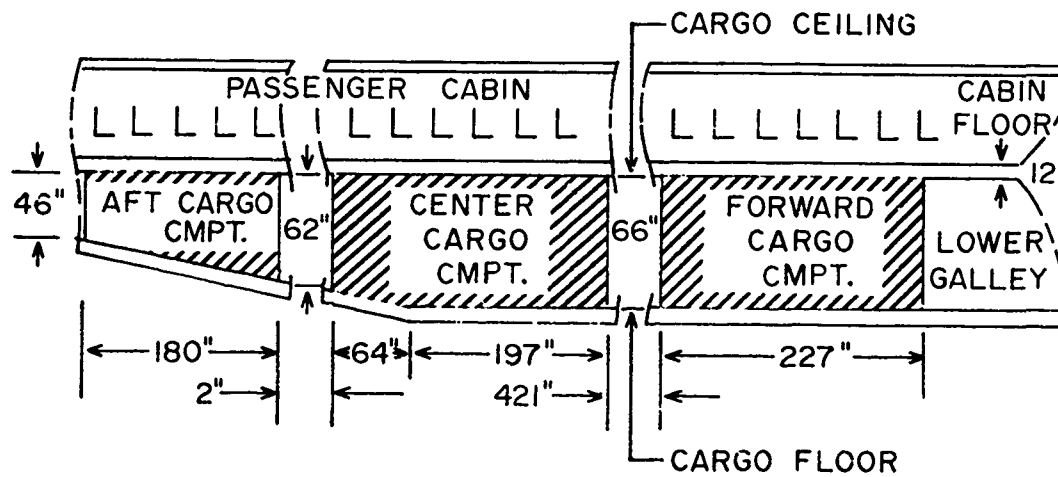 CARGO CEILING
PASSENGER CABIN
CABIN
FLOOR
L L L L L L L L L L L L L L L L L L L
46"
AFT CARGO
CMPT.
62"
CENTER
CARGO
CMPT.
66"
FORWARD
CARGO
CMPT.
12
LOWER
GALLEY
180"
64"
197"
227"
2"
421"
CARGO FLOOR